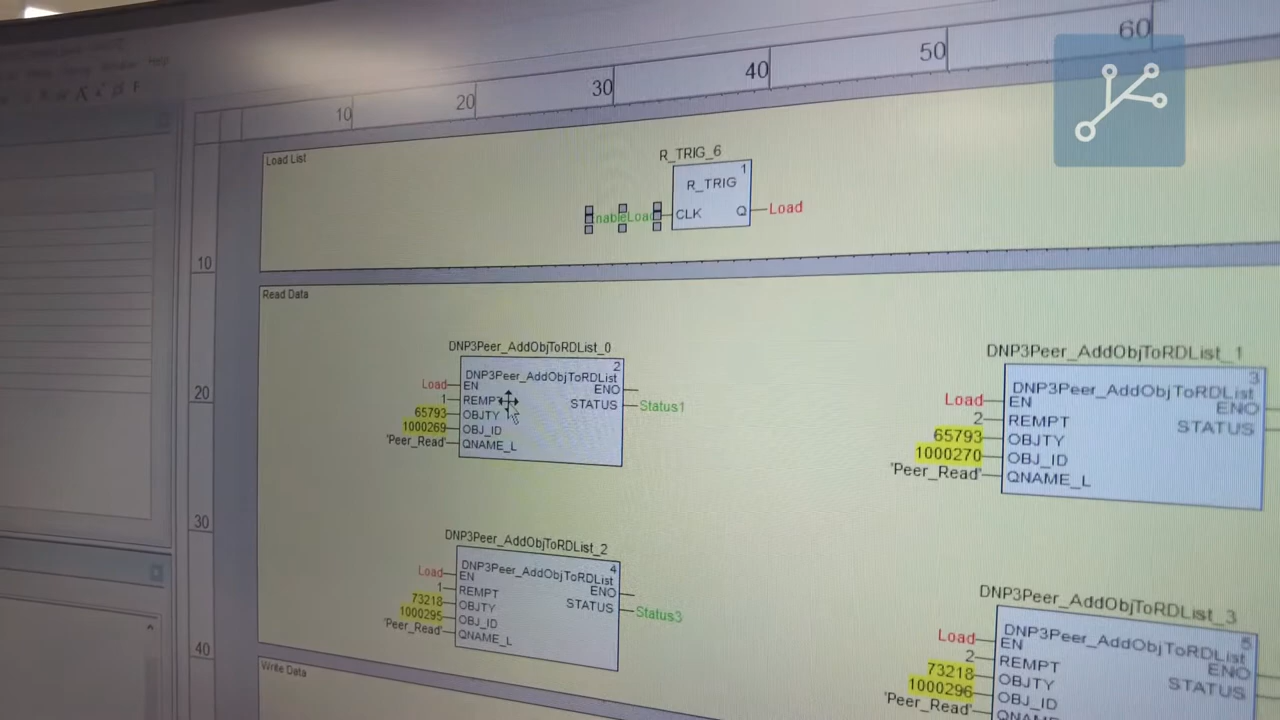 Help
10 20 30 40 50 60
Load List
R_TRIG_6
1
R_TRIG
CLK Q Load
10
Read Data
DNP3Peer_AddObjToRDList_0
2
DNP3Peer_AddObjToRDList
Load EN ENO
1 REMPT STATUS Status1
65793 OBJTY
1000269 OBJ_ID
'Peer_Read' QNAME_L
DNP3Peer_AddObjToRDList_1
3
DNP3Peer_AddObjToRDList
Load EN ENO
2 REMPT STATUS
65793 OBJTY
1000270 OBJ_ID
'Peer_Read' QNAME_L
20
30
DNP3Peer_AddObjToRDList_2
4
DNP3Peer_AddObjToRDList
Load EN ENO
1 REMPT STATUS Status3
73218 OBJTY
1000295 OBJ_ID
'Peer_Read' QNAME_L
DNP3Peer_AddObjToRDList_3
5
DNP3Peer_AddObjToRDList
Load EN ENO
2 REMPT STATUS
73218 OBJTY
1000296 OBJ_ID
'Peer_Read'
40
Write Data